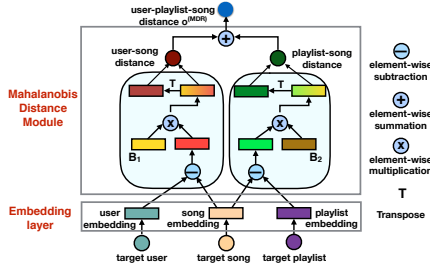 user-playlist-song
distance o(MDR)
user-song
distance
playlist-song
distance
T
T
B1
B2
Mahalanobis
Distance
Module
element-wise
subtraction
element-wise
summation
element-wise
multiplication
T
Transpose
Embedding
layer
user
embedding
song
embedding
playlist
embedding
target user
target song
target playlist